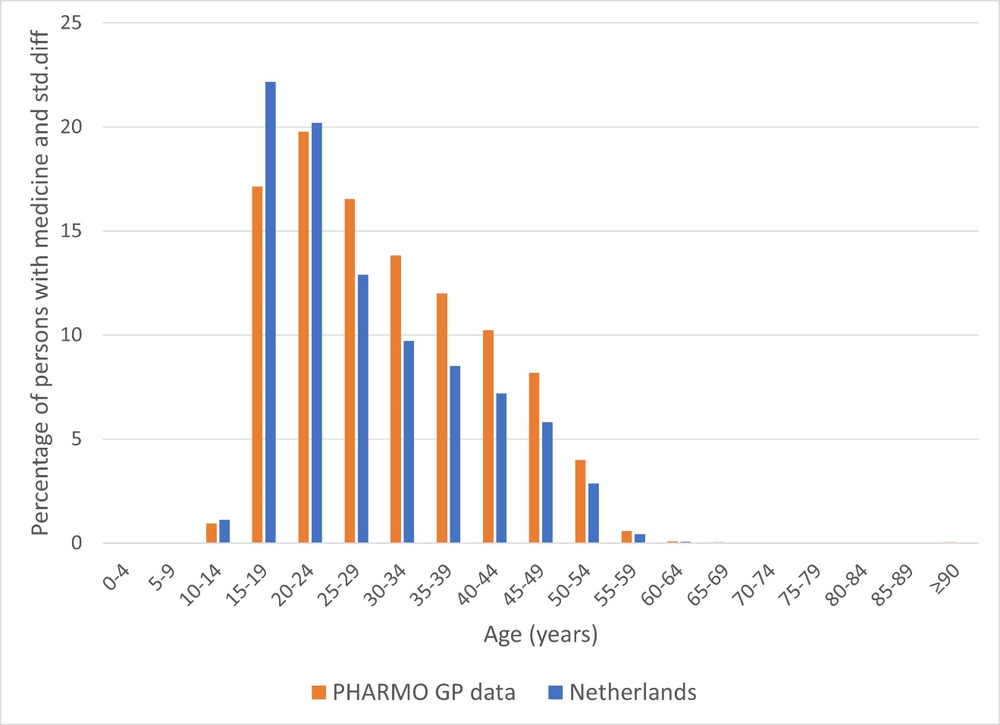 Percentage of persons with medicine and std.diff
25
20
15
10
5
0
0-4 5-9 10-14 15-19 20-24 25-29 30-34 35-39 40-44 45-49 50-54 55-59 60-64 65-69 70-74 75-79 80-84 85-89 ≥90
Age (years)
PHARMO GP data Netherlands